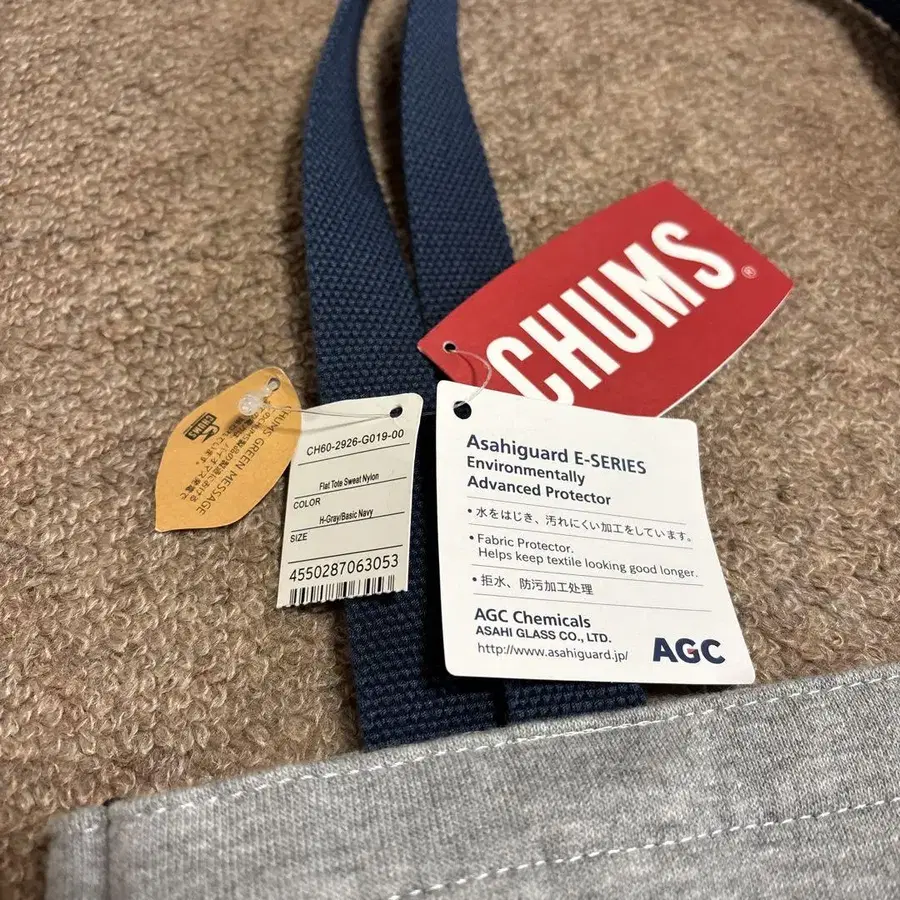 CHUMS
CHUMS
CHUMS GREEN MESSAGE
CH60-2926-G019-00
Flat Tote Sweat Nylon
COLOR
H-Gray/Basic Navy
SIZE
4550287063053
Asahiguard E-SERIES
Environmentally
Advanced Protector
・水をはじき、汚れにくい加工をしています。
・Fabric Protector.
Helps keep textile looking good longer.
・拒水、防污加工处理
AGC Chemicals
ASAHI GLASS CO., LTD.
http://www.asahiguard.jp/
AGC